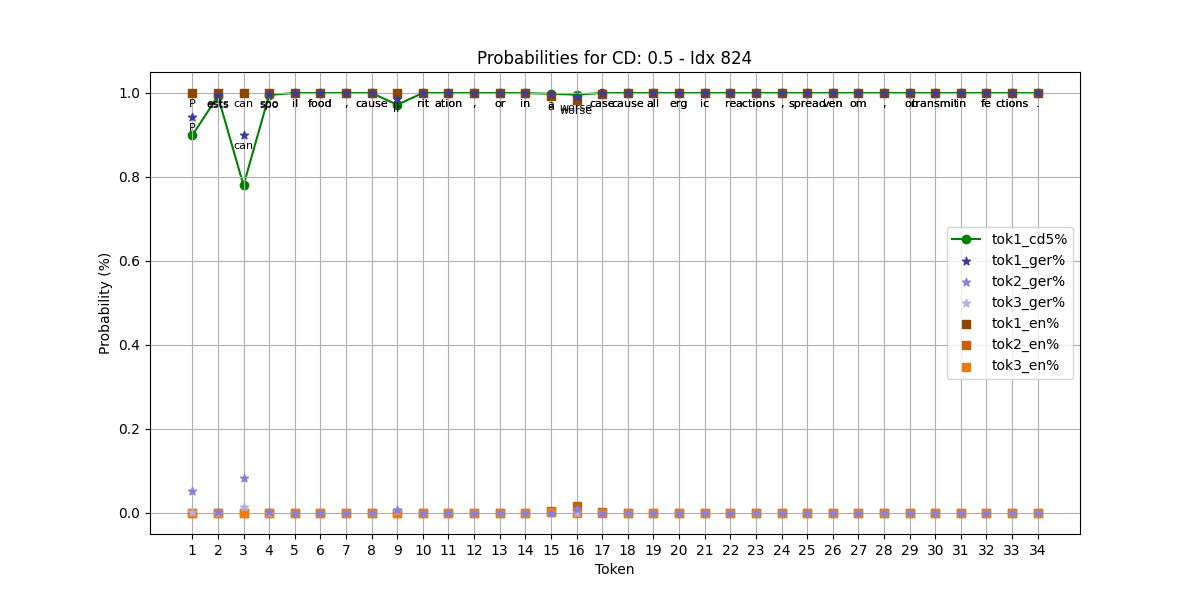 Probabilities for CD: 0.5 - Idx 824
Probability (%)
1.0
0.8
0.6
0.4
0.2
0.0
P ests can spo il food , cause ir rit ation , or in a worse case cause all erg ic reactions , spread ven om , or transmit in fe ctions .
P
can
a
worse
tok1_cd5%
tok1_ger%
tok2_ger%
tok3_ger%
tok1_en%
tok2_en%
tok3_en%
1 2 3 4 5 6 7 8 9 10 11 12 13 14 15 16 17 18 19 20 21 22 23 24 25 26 27 28 29 30 31 32 33 34
Token